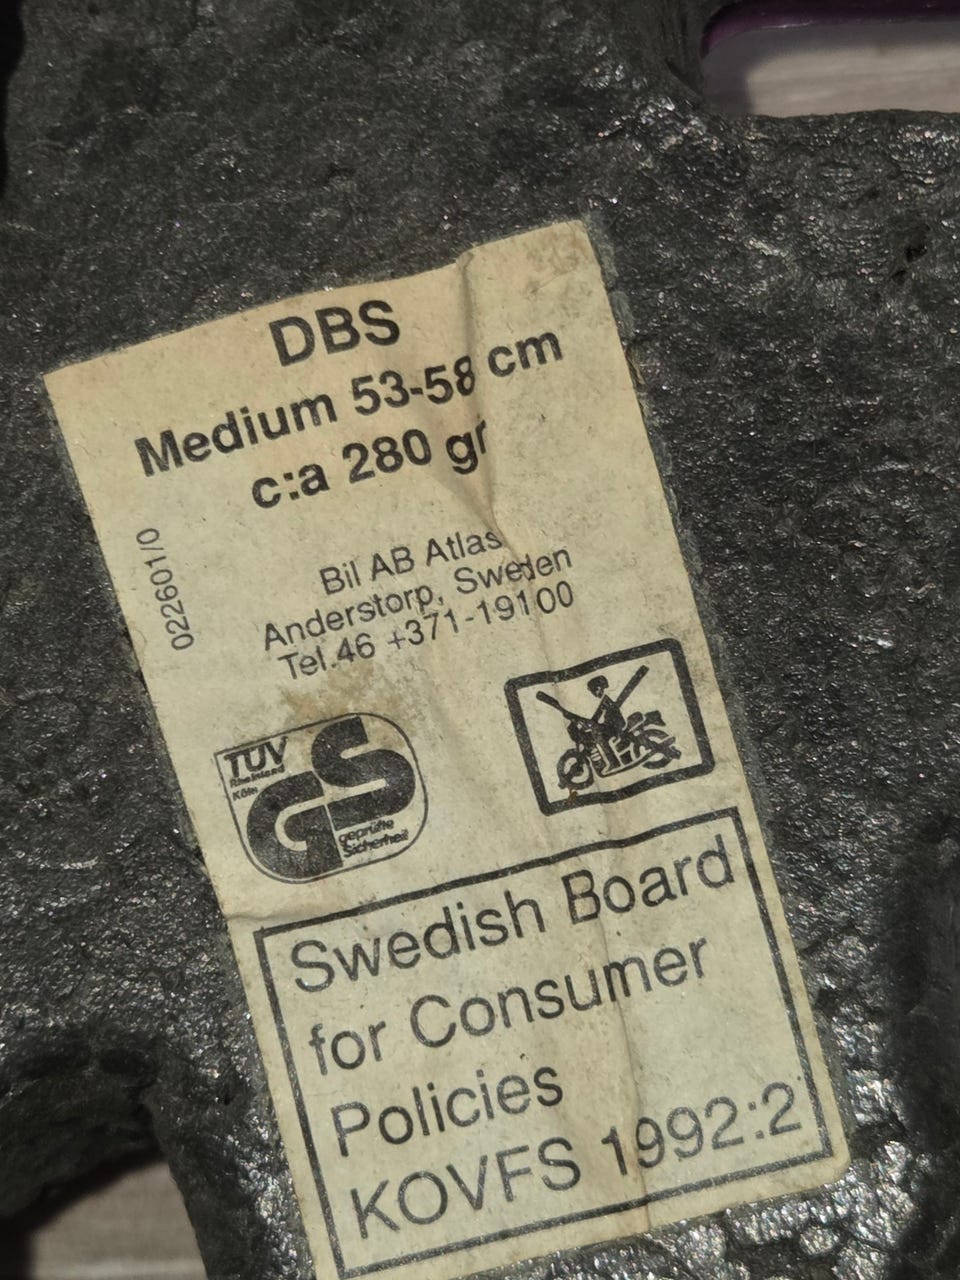 DBS
Medium 53-58 cm
c:a 280 gr
022601/0
Bil AB Atlas
Anderstorp, Sweden
Tel.46 +371-19100
TÜV
Rheinland
Köln
GS
geprüfte
Sicherheit
Swedish Board
for Consumer
Policies
KOVFS 1992:2